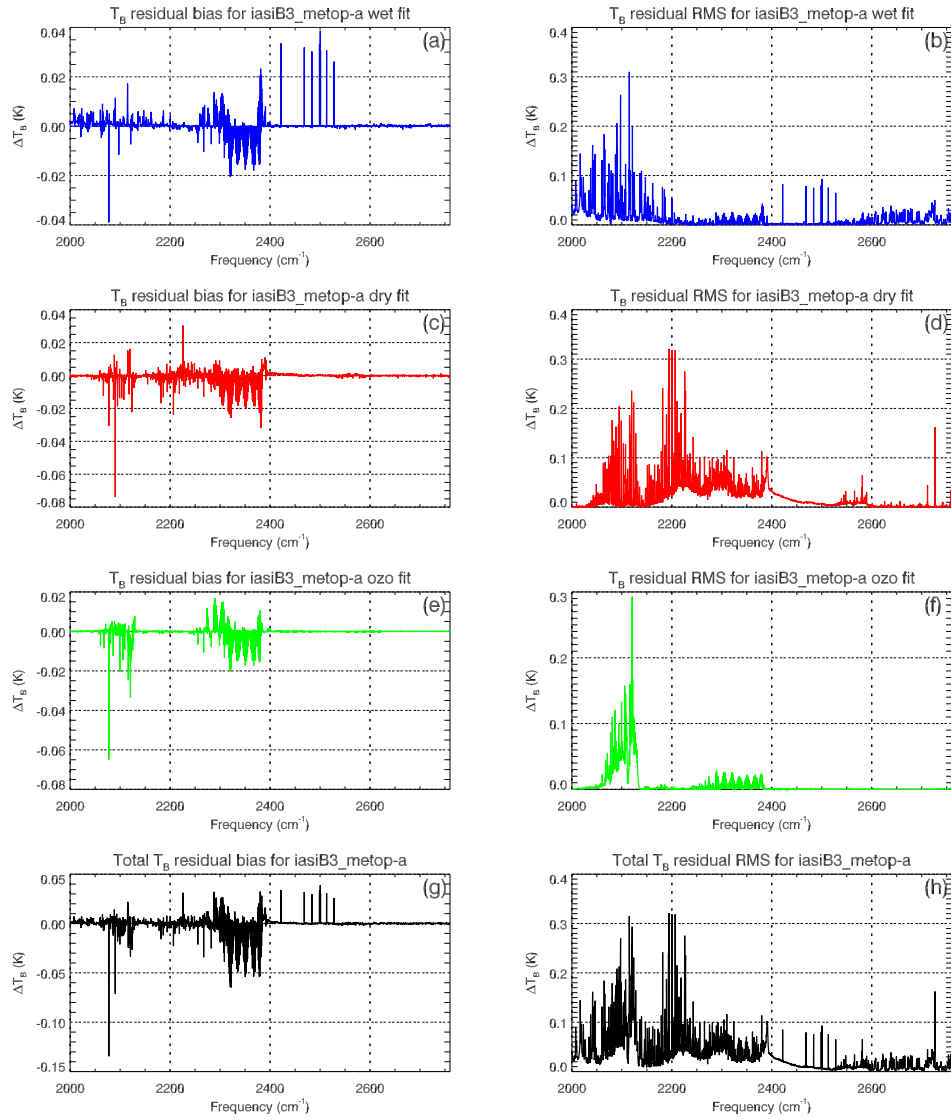 T_B residual bias for iasiB3_metop-a wet fit
(a)
0.04
0.02
0.00
-0.02
-0.04
ΔT_B (K)
2000 2200 2400 2600
Frequency (cm⁻¹)
T_B residual RMS for iasiB3_metop-a wet fit
(b)
0.4
0.3
0.2
0.1
0.0
ΔT_B (K)
2000 2200 2400 2600
Frequency (cm⁻¹)
T_B residual bias for iasiB3_metop-a dry fit
(c)
0.04
0.02
0.00
-0.02
-0.04
-0.06
-0.08
ΔT_B (K)
2000 2200 2400 2600
Frequency (cm⁻¹)
T_B residual RMS for iasiB3_metop-a dry fit
(d)
0.4
0.3
0.2
0.1
0.0
ΔT_B (K)
2000 2200 2400 2600
Frequency (cm⁻¹)
T_B residual bias for iasiB3_metop-a ozo fit
(e)
0.02
0.00
-0.02
-0.04
-0.06
-0.08
ΔT_B (K)
2000 2200 2400 2600
Frequency (cm⁻¹)
T_B residual RMS for iasiB3_metop-a ozo fit
(f)
0.3
0.2
0.1
0.0
ΔT_B (K)
2000 2200 2400 2600
Frequency (cm⁻¹)
Total T_B residual bias for iasiB3_metop-a
(g)
0.05
0.00
-0.05
-0.10
-0.15
ΔT_B (K)
2000 2200 2400 2600
Frequency (cm⁻¹)
Total T_B residual RMS for iasiB3_metop-a
(h)
0.4
0.3
0.2
0.1
0.0
ΔT_B (K)
2000 2200 2400 2600
Frequency (cm⁻¹)